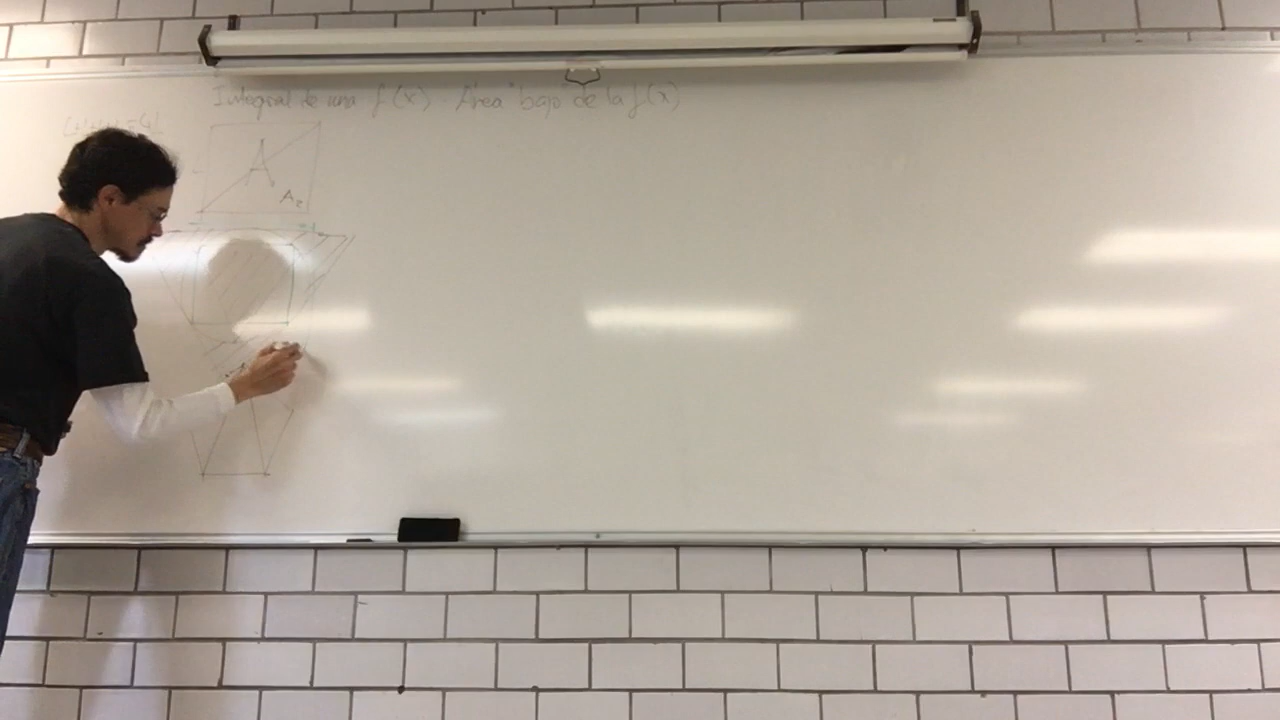 Integral de una f(x). Área "bajo" de la f(x)
A
A₂